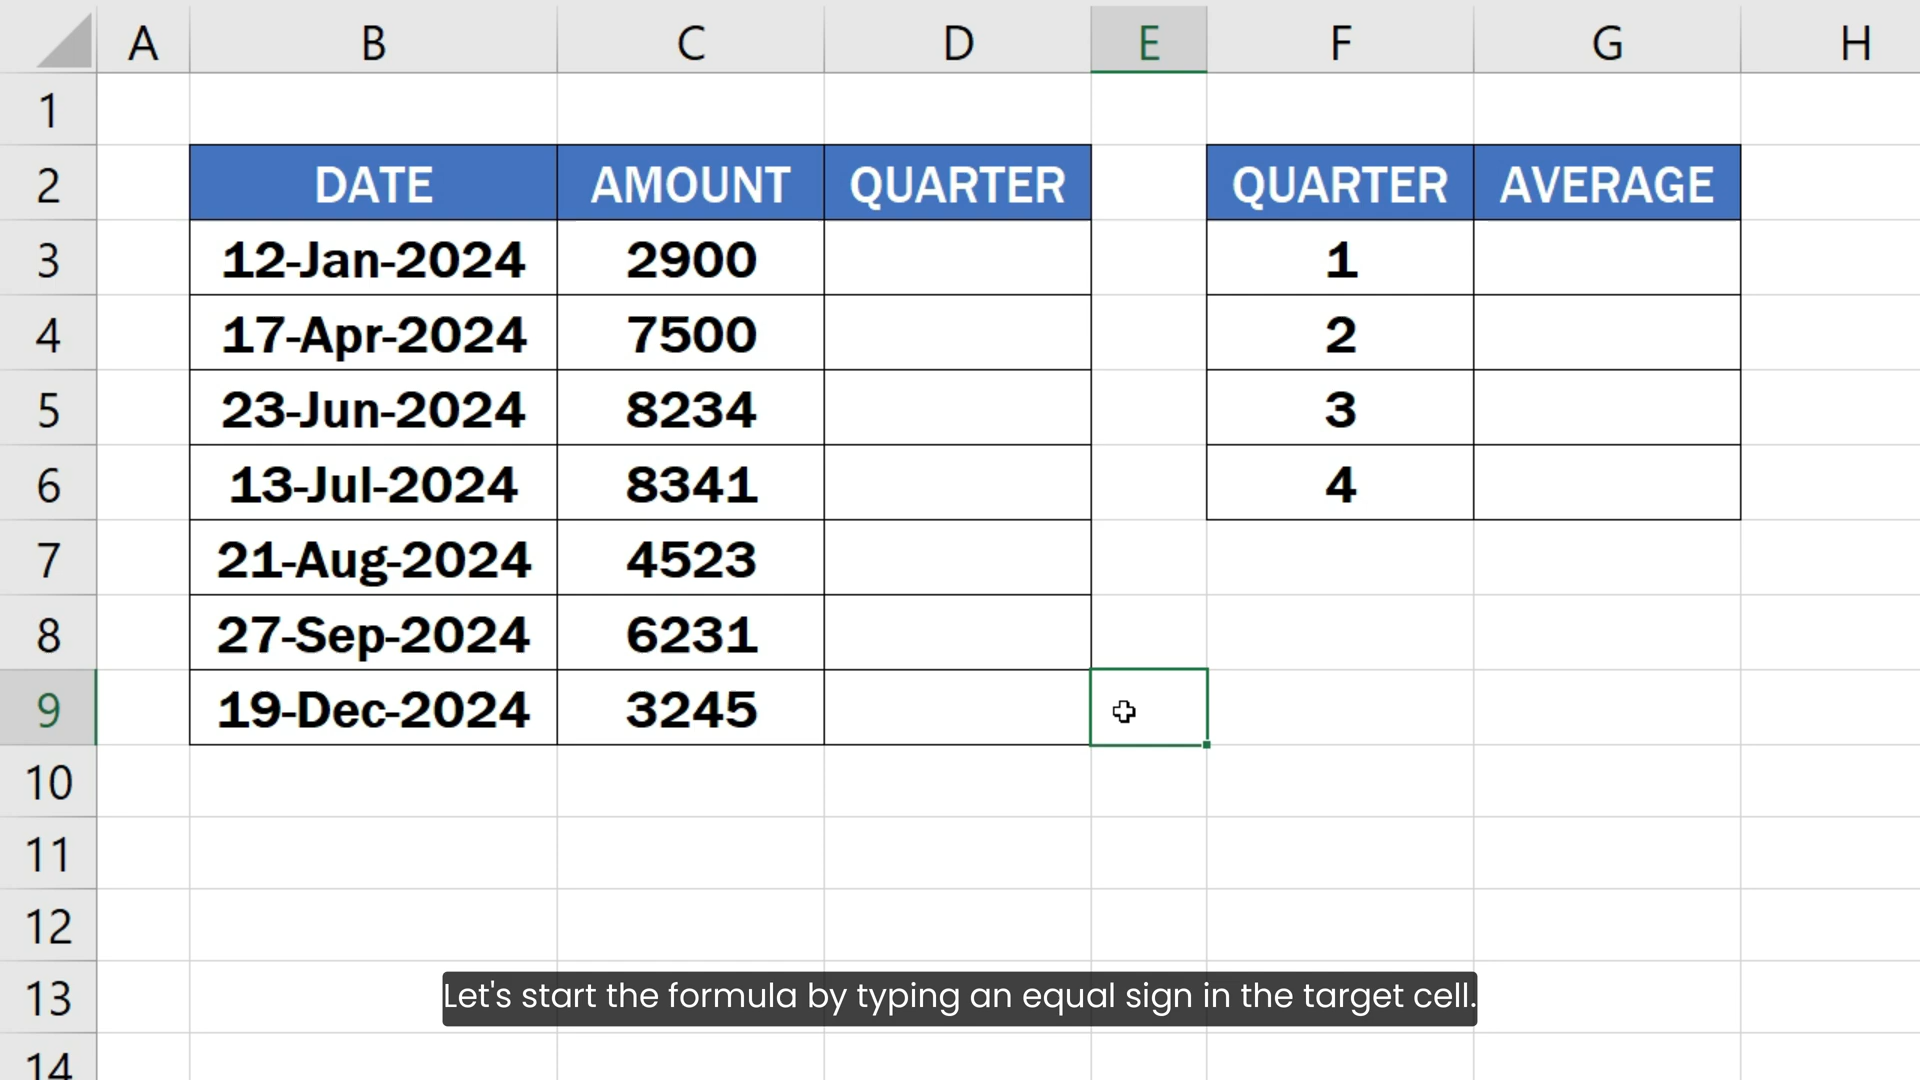 A B C D E F G H
1
2 DATE AMOUNT QUARTER QUARTER AVERAGE
3 12-Jan-2024 2900 1
4 17-Apr-2024 7500 2
5 23-Jun-2024 8234 3
6 13-Jul-2024 8341 4
7 21-Aug-2024 4523
8 27-Sep-2024 6231
9 19-Dec-2024 3245
10
11
12
13
Let's start the formula by typing an equal sign in the target cell.
14